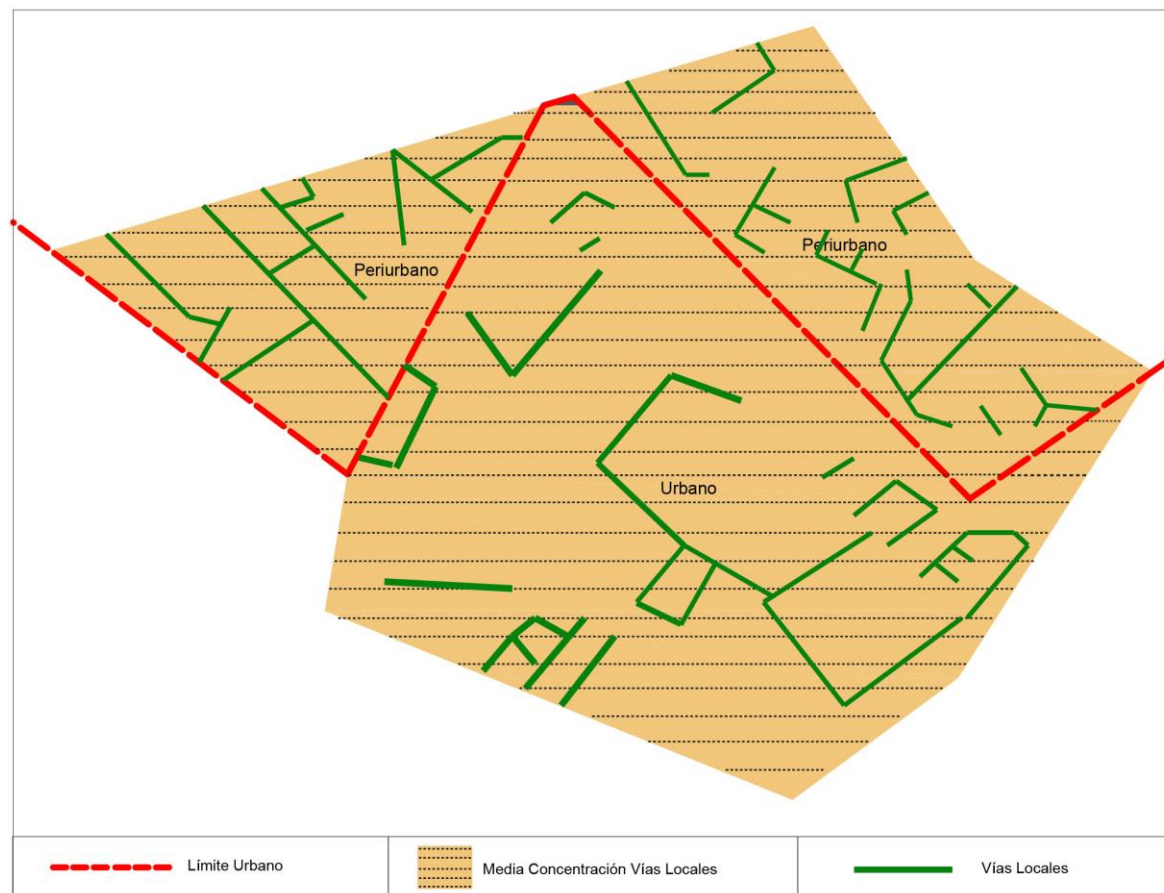 Periurbano
Periurbano
Urbano
Límite Urbano
Media Concentración Vías Locales
Vías Locales